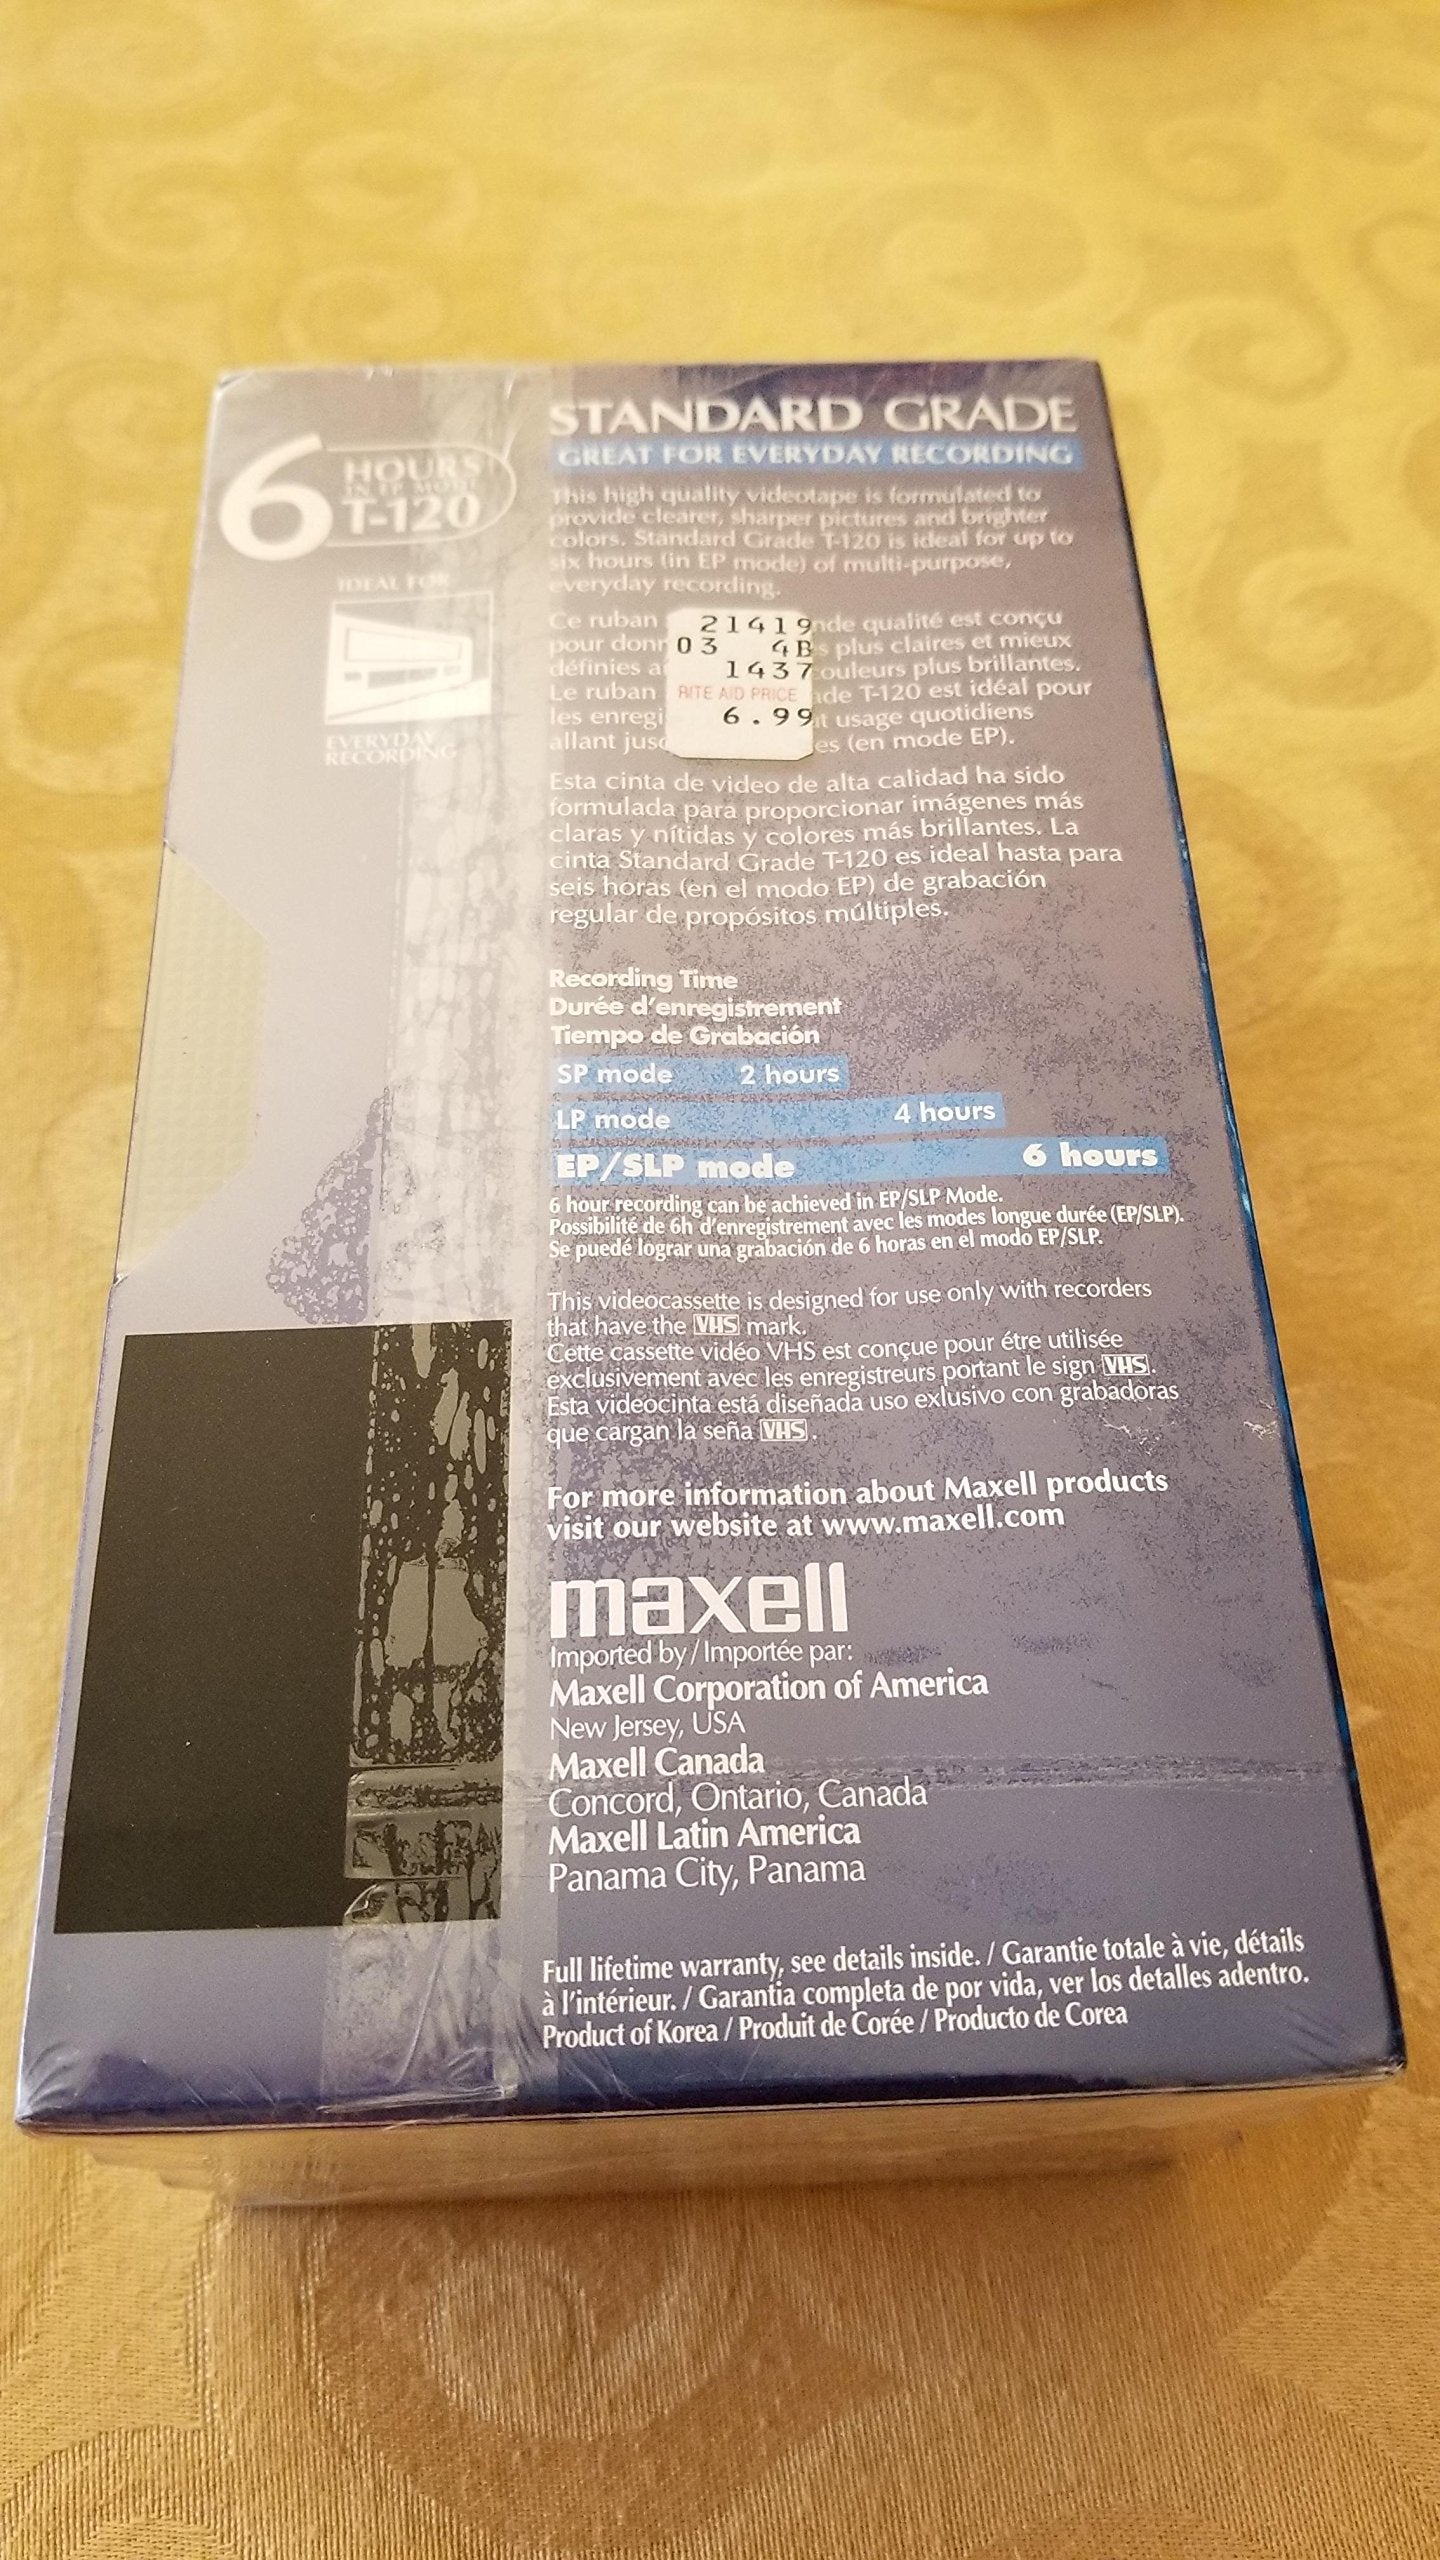 6 HOURS
IN EP MODE
T-120
IDEAL FOR
EVERYDAY
RECORDING
STANDARD GRADE
GREAT FOR EVERYDAY RECORDING
This high quality videotape is formulated to
provide clearer, sharper pictures and brighter
colors. Standard Grade T-120 is ideal for up to
six hours (in EP mode) of multi-purpose,
everyday recording.
Ce ruban nde qualité est conçu
pour donn s plus claires et mieux
définies a ouleurs plus brillantes.
Le ruban ade T-120 est idéal pour
les enregi t usage quotidiens
allant jusq es (en mode EP).
21419
03 4B
1437
RITE AID PRICE
6.99
Esta cinta de video de alta calidad ha sido
formulada para proporcionar imágenes más
claras y nítidas y colores más brillantes. La
cinta Standard Grade T-120 es ideal hasta para
seis horas (en el modo EP) de grabación
regular de propósitos múltiples.
Recording Time
Durée d'enregistrement
Tiempo de Grabación
SP mode 2 hours
LP mode 4 hours
EP/SLP mode 6 hours
6 hour recording can be achieved in EP/SLP Mode.
Possibilité de 6h d'enregistrement avec les modes longue durée (EP/SLP).
Se puedé lograr una grabación de 6 horas en el modo EP/SLP.
This videocassette is designed for use only with recorders
that have the VHS mark.
Cette cassette vidéo VHS est conçue pour étre utilisée
exclusivement avec les enregistreurs portant le sign VHS.
Esta videocinta está diseñada uso exlusivo con grabadoras
que cargan la seña VHS.
For more information about Maxell products
visit our website at www.maxell.com
maxell
Imported by / Importée par:
Maxell Corporation of America
New Jersey, USA
Maxell Canada
Concord, Ontario, Canada
Maxell Latin America
Panama City, Panama
Full lifetime warranty, see details inside. / Garantie totale à vie, détails
à l'intérieur. / Garantia completa de por vida, ver los detalles adentro.
Product of Korea / Produit de Corée / Producto de Corea